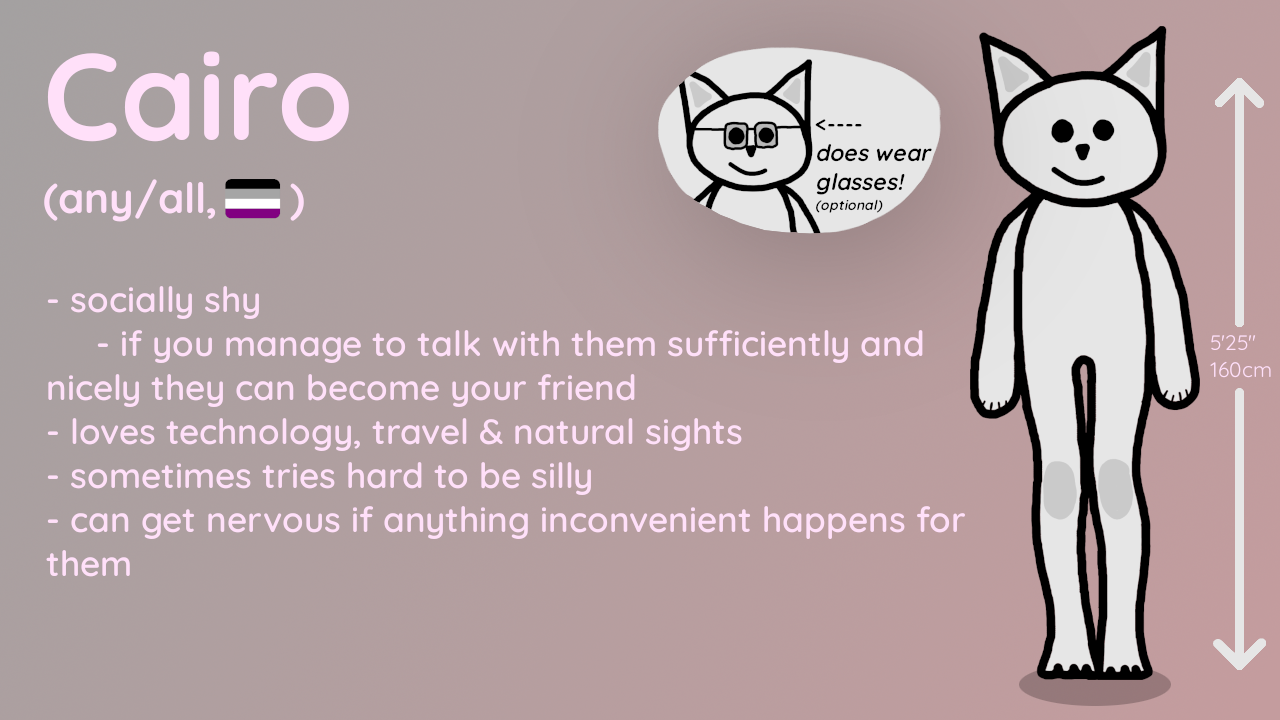 Cairo
(any/all, )
- socially shy
- if you manage to talk with them sufficiently and
nicely they can become your friend
- loves technology, travel & natural sights
- sometimes tries hard to be silly
- can get nervous if anything inconvenient happens for
them
<----
does wear
glasses!
(optional)
5'25"
160cm